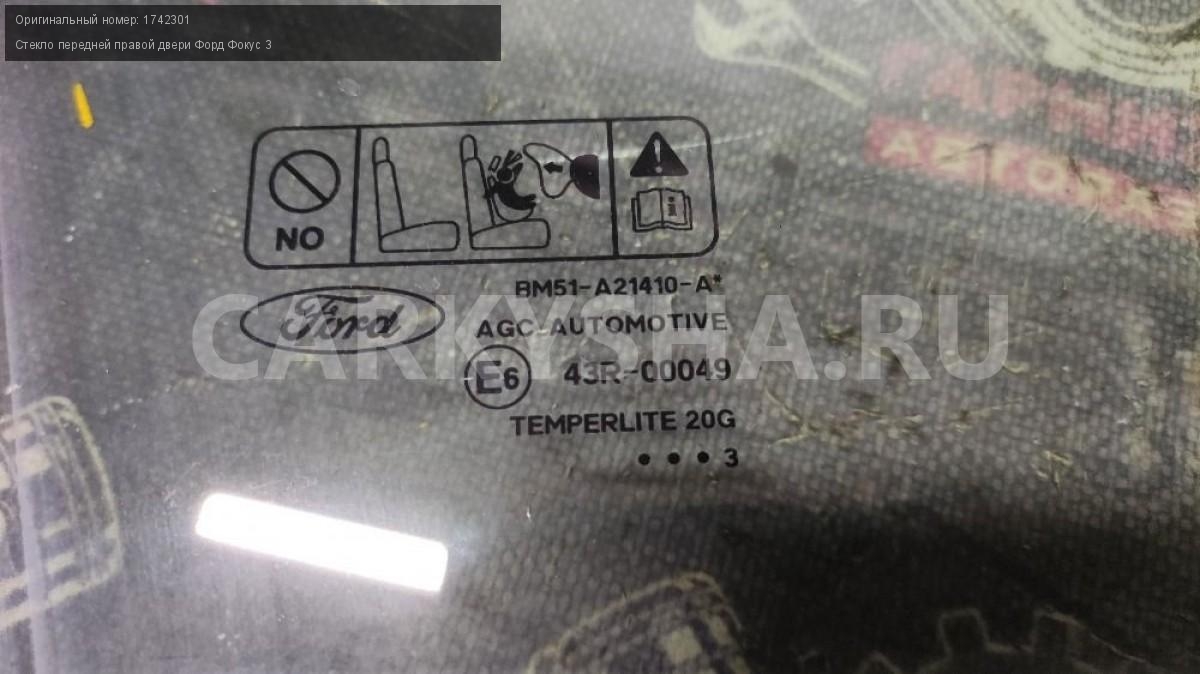 Оригинальный номер: 1742301
Стекло передней правой двери Форд Фокус 3
NO
BM51-A21410-A*
Ford
AGC AUTOMOTIVE
CARKYSHA.RU
E6 43R-00049
TEMPERLITE 20G
• • • 3